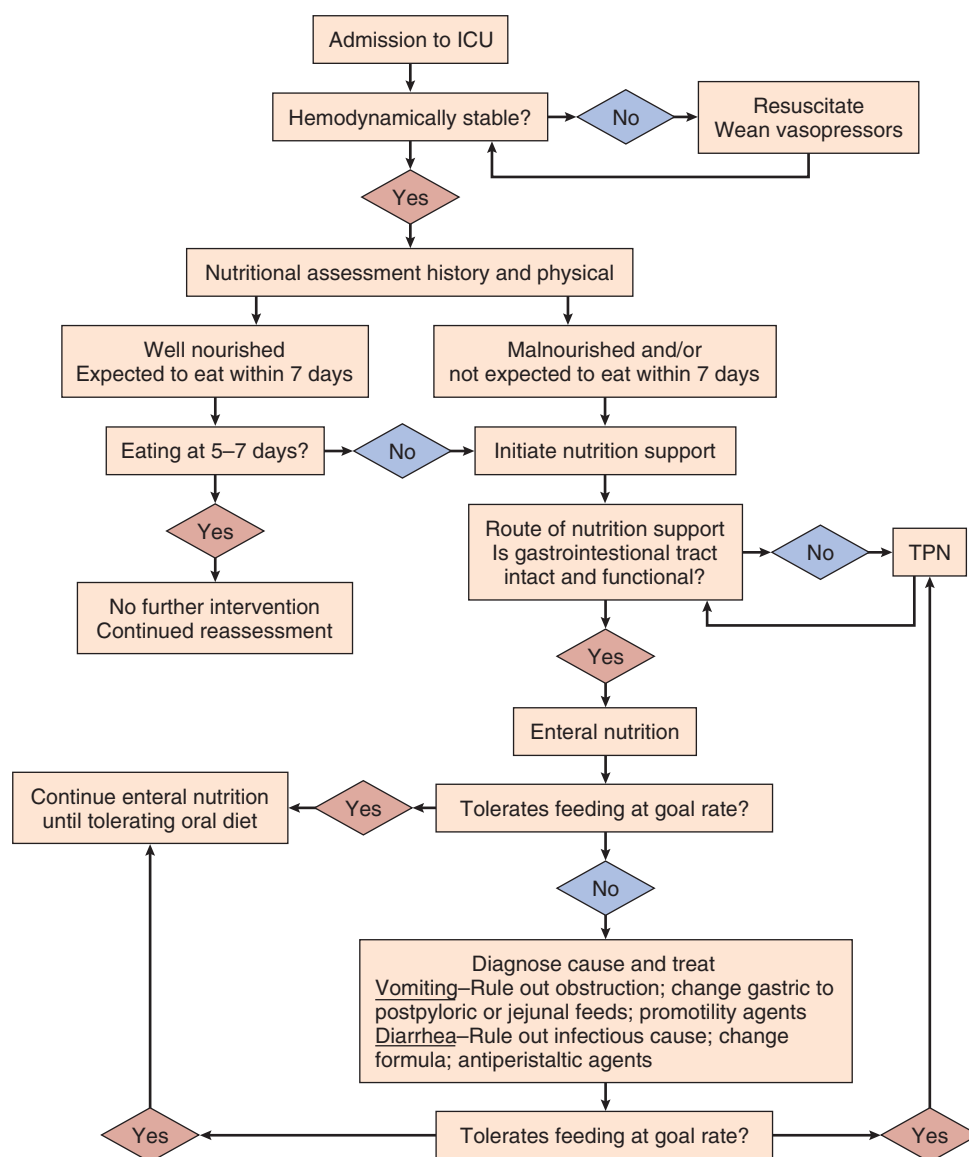 Admission to ICU
Hemodynamically stable?
No
Resuscitate
Wean vasopressors
Yes
Nutritional assessment history and physical
Well nourished
Expected to eat within 7 days
Malnourished and/or
not expected to eat within 7 days
Eating at 5–7 days?
No
Initiate nutrition support
Yes
Route of nutrition support
Is gastrointestional tract
intact and functional?
No
TPN
No further intervention
Continued reassessment
Yes
Enteral nutrition
Continue enteral nutrition
until tolerating oral diet
Yes
Tolerates feeding at goal rate?
No
Diagnose cause and treat
Vomiting–Rule out obstruction; change gastric to
postpyloric or jejunal feeds; promotility agents
Diarrhea–Rule out infectious cause; change
formula; antiperistaltic agents
Yes
Tolerates feeding at goal rate?
Yes